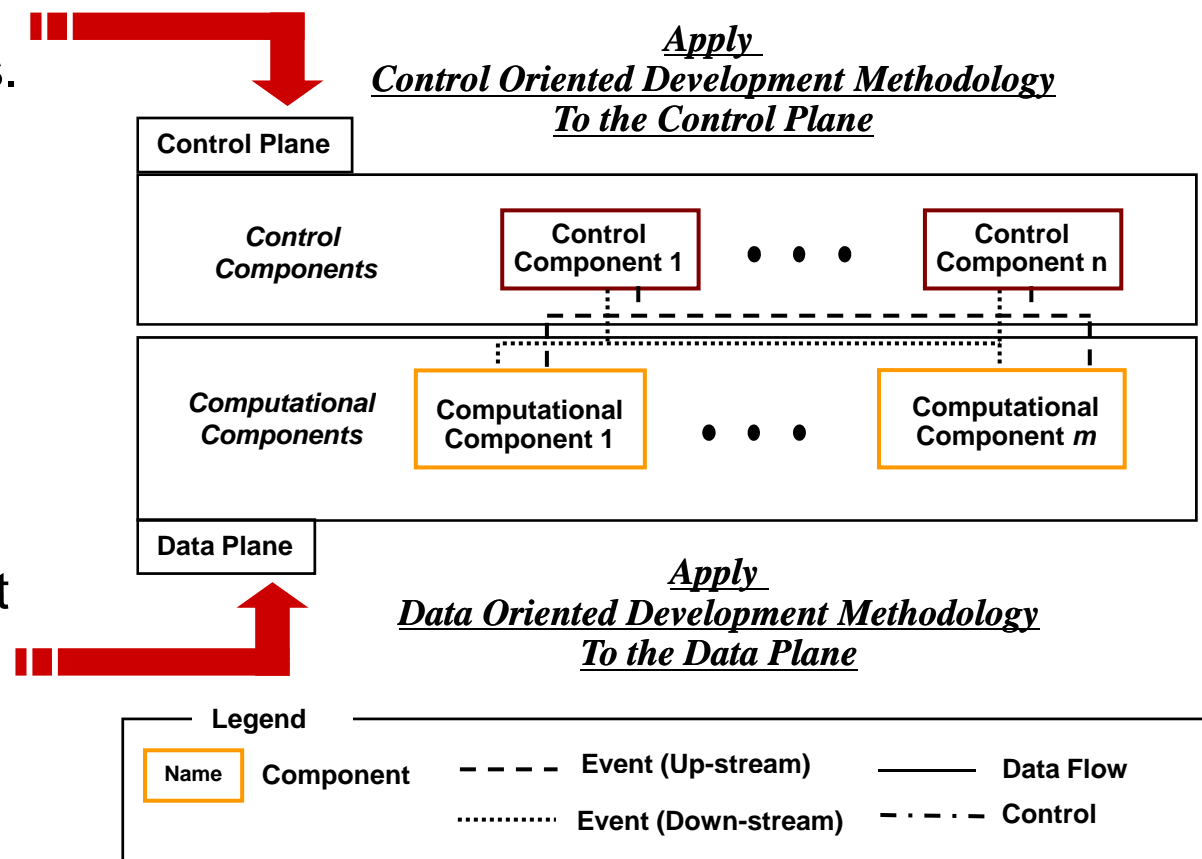 s.
Apply
Control Oriented Development Methodology
To the Control Plane
Control Plane
Control
Components
Control
Component 1
Control
Component n
Computational
Components
Computational
Component 1
Computational
Component m
Data Plane
t
Apply
Data Oriented Development Methodology
To the Data Plane
Legend
Name
Component
Event (Up-stream)
Data Flow
Event (Down-stream)
Control